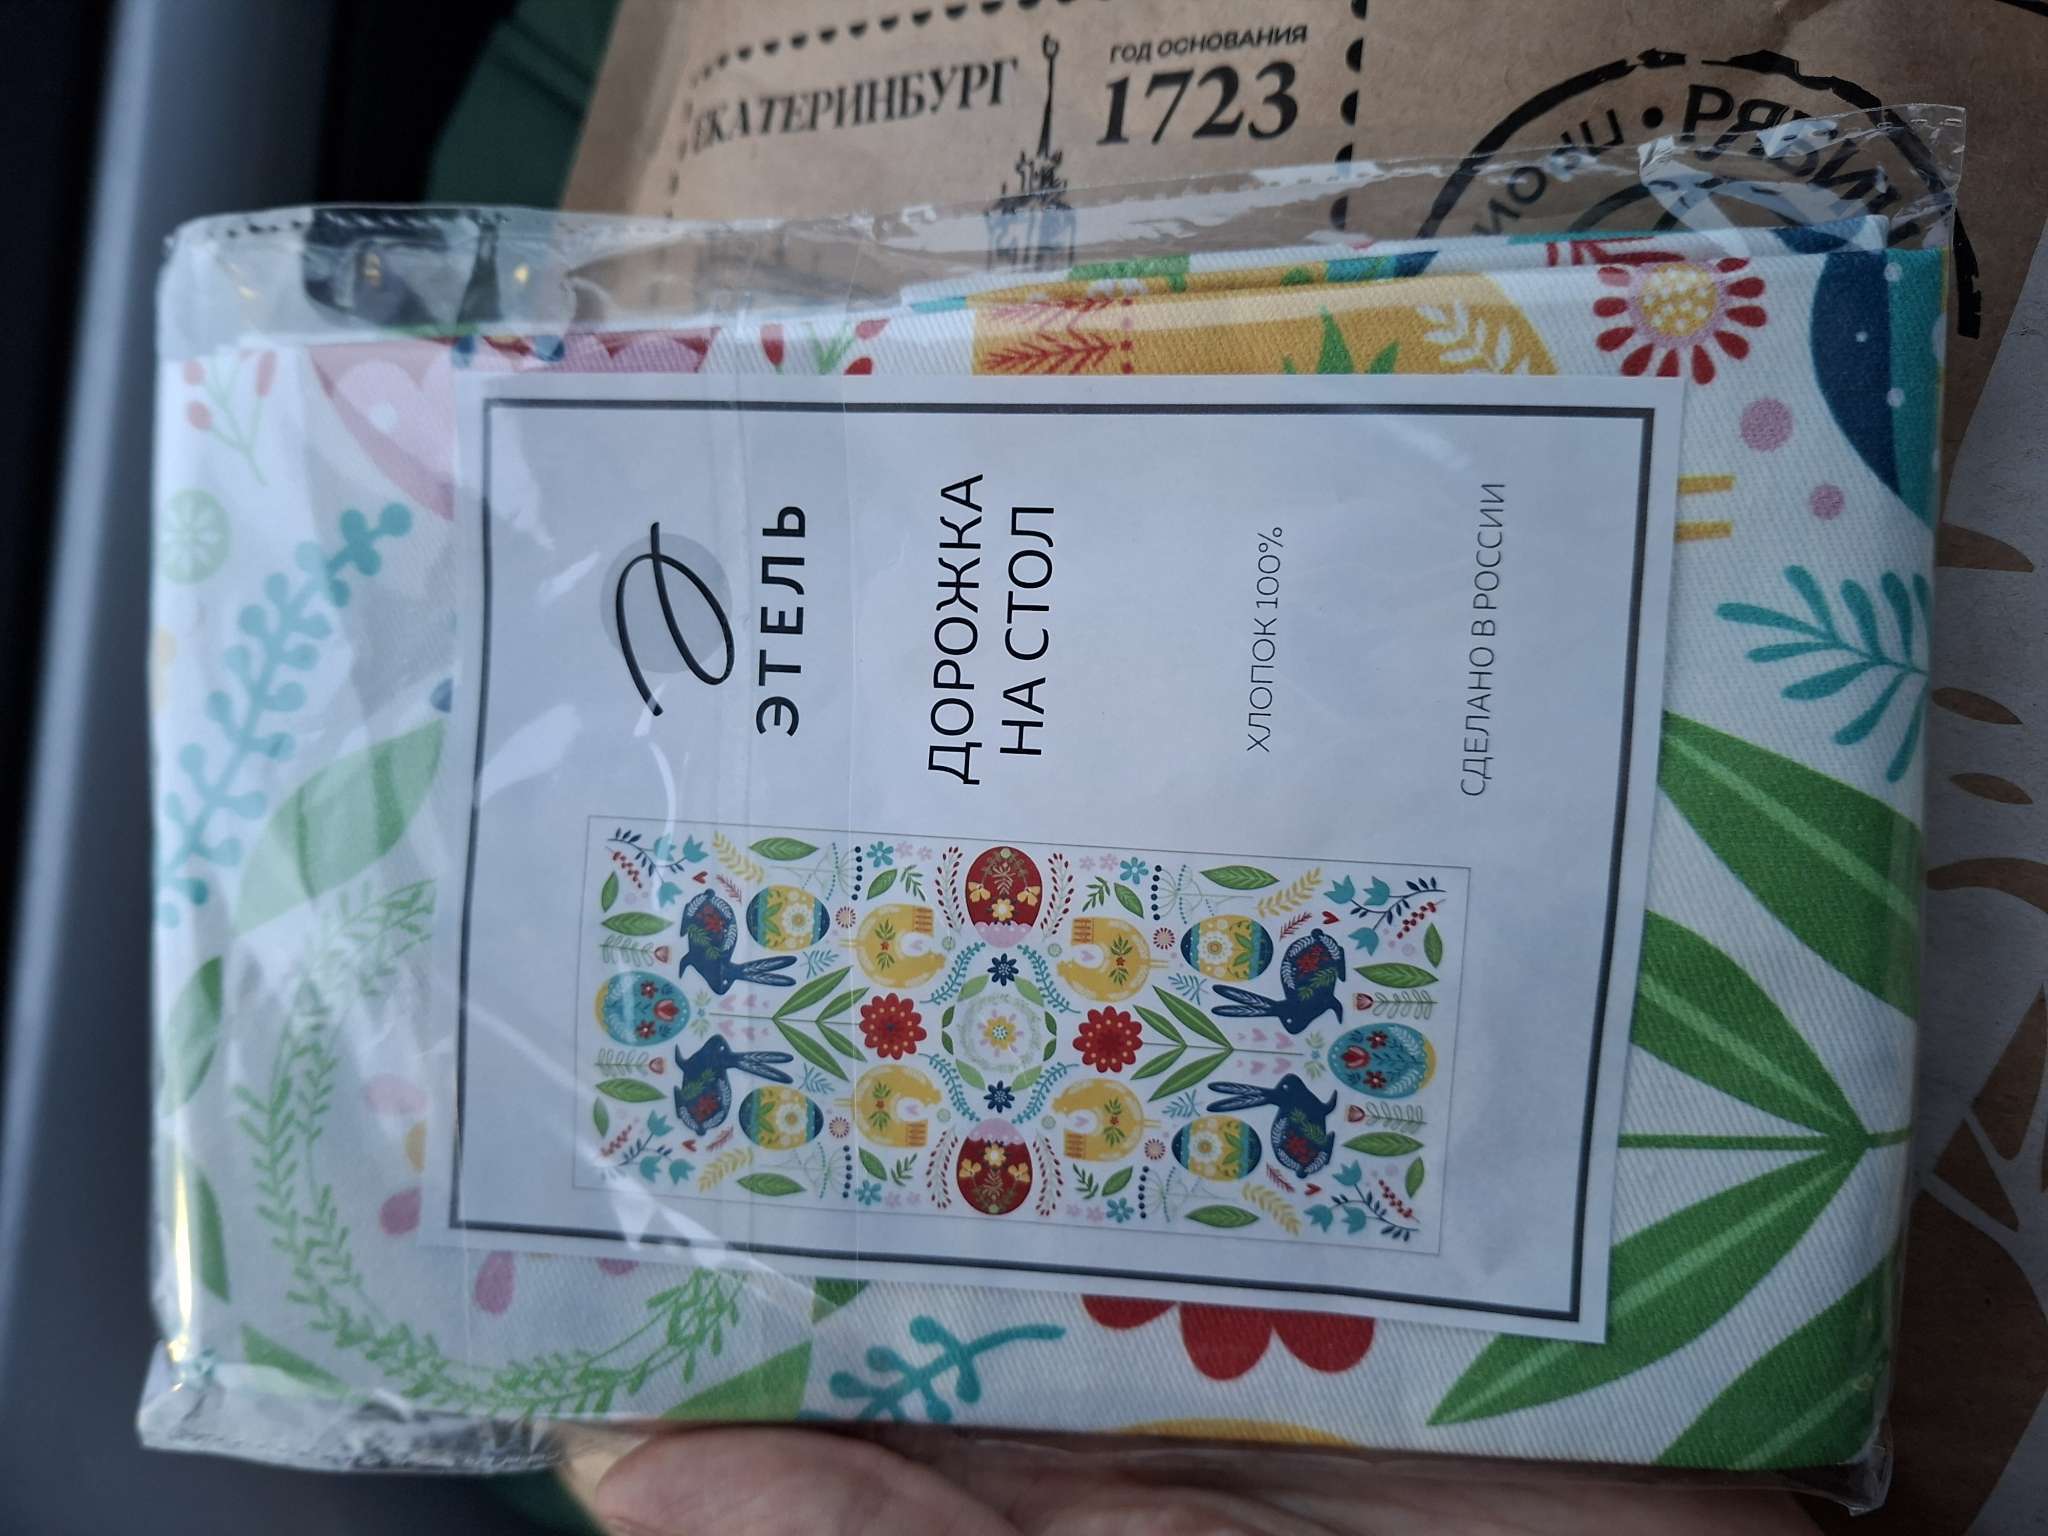 ЕКАТЕРИНБУРГ
ГОД ОСНОВАНИЯ
1723
ЭТЕЛЬ
ДОРОЖКА
НА СТОЛ
ХЛОПОК 100%
СДЕЛАНО В РОССИИ